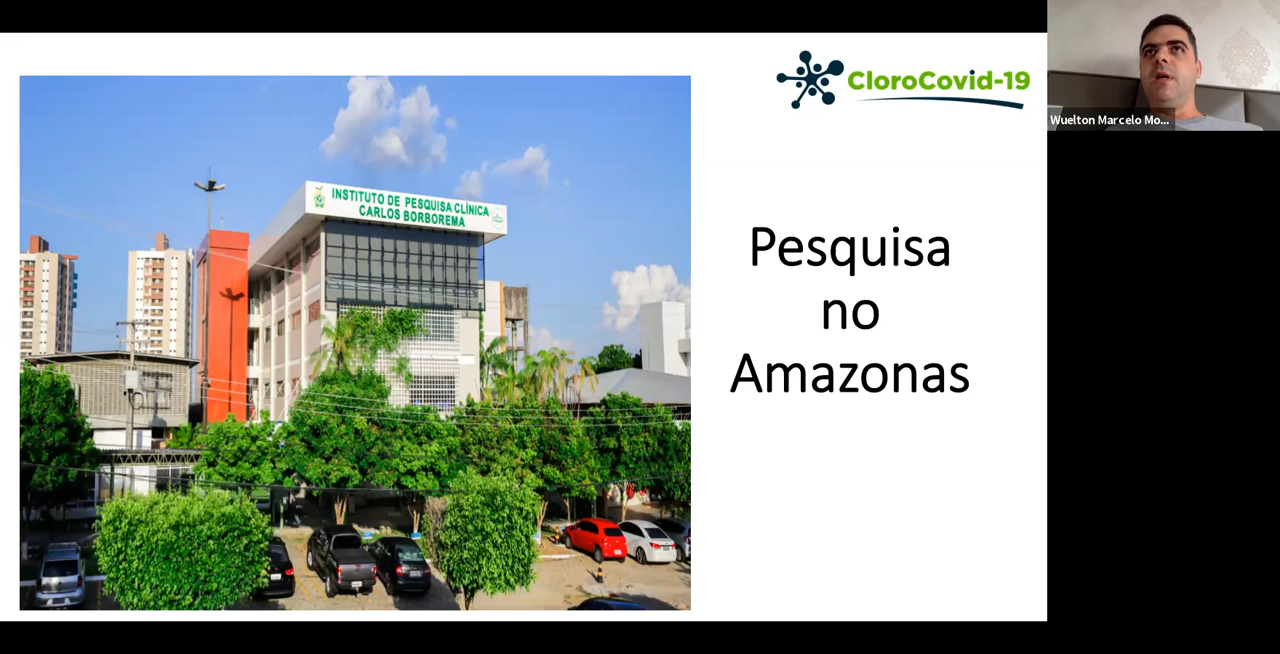 CloroCovid-19
Wuelton Marcelo Mo...
INSTITUTO DE PESQUISA CLÍNICA
CARLOS BORBOREMA
Pesquisa
no
Amazonas